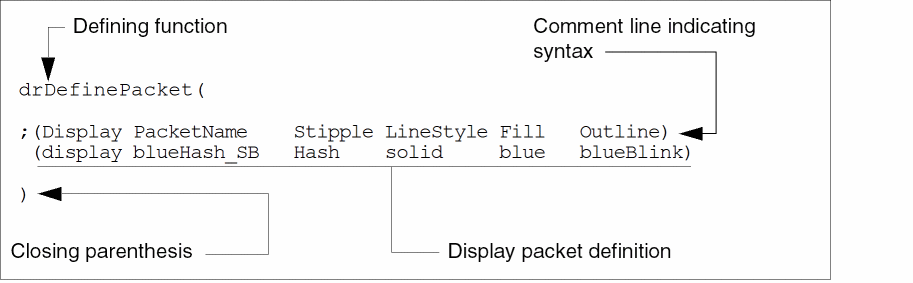 Defining function
Comment line indicating
syntax
drDefinePacket(
;(Display PacketName Stipple LineStyle Fill Outline)
(display blueHash_SB Hash solid blue blueBlink)
)
Closing parenthesis
Display packet definition